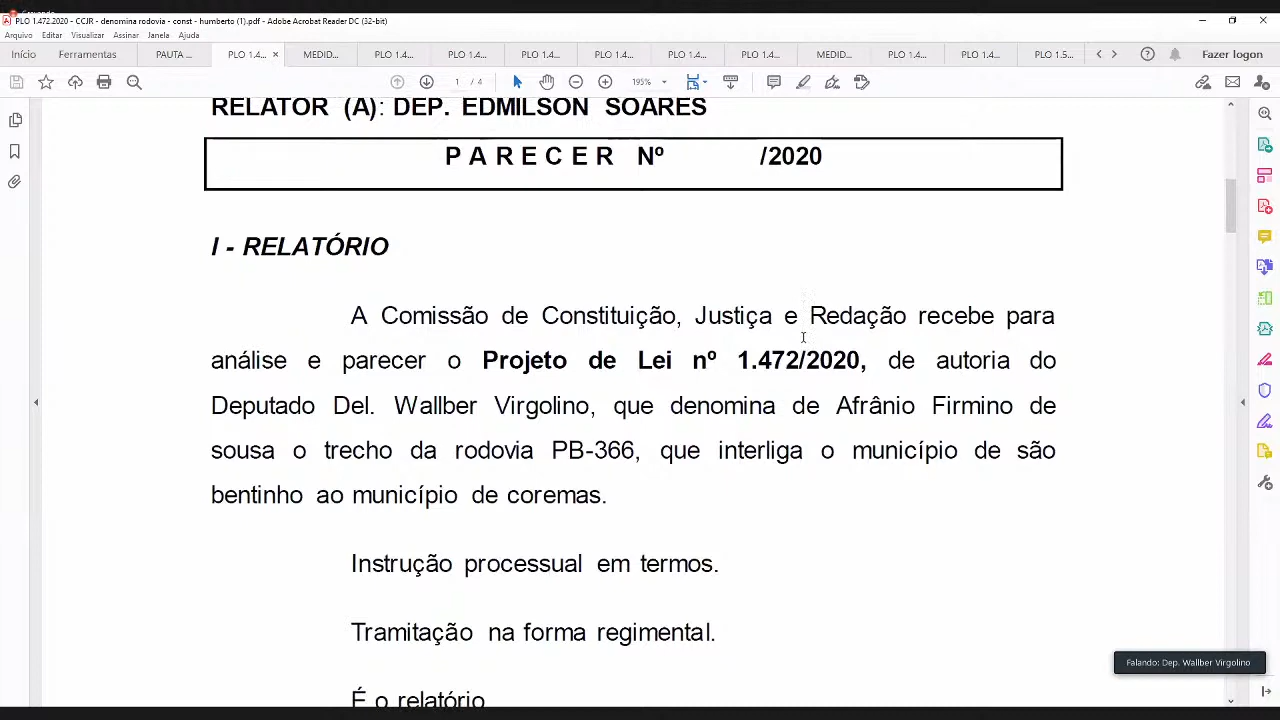 PLO 1.472.2020 - CCJR - denomina rodovia - const - humberto (1).pdf - Adobe Acrobat Reader DC (32-bit)
Arquivo Editar Visualizar Assinar Janela Ajuda
Início Ferramentas PAUTA ... PLO 1.4... × MEDID... PLO 1.4... PLO 1.4... PLO 1.4... PLO 1.4... PLO 1.4... PLO 1.4... MEDID... PLO 1.4... PLO 1.4... PLO 1.5... Fazer logon
1 / 4 195%
RELATOR (A): DEP. EDMILSON SOARES
P A R E C E R Nº /2020
I - RELATÓRIO
A Comissão de Constituição, Justiça e Redação recebe para
análise e parecer o Projeto de Lei nº 1.472/2020, de autoria do
Deputado Del. Wallber Virgolino, que denomina de Afrânio Firmino de
sousa o trecho da rodovia PB-366, que interliga o município de são
bentinho ao município de coremas.
Instrução processual em termos.
Tramitação na forma regimental.
É o relatório
Falando: Dep. Wallber Virgolino